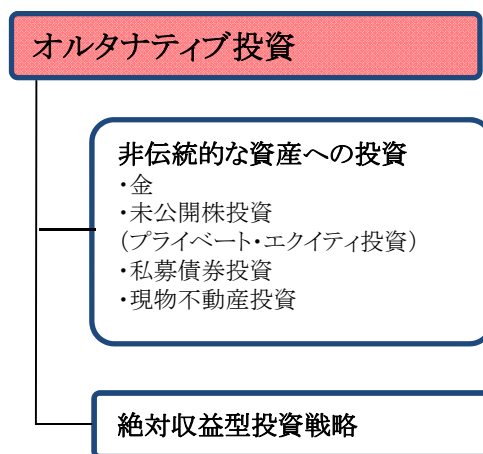 オルタナティブ投資
非伝統的な資産への投資
・金
・未公開株投資
（プライベート・エクイティ投資）
・私募債券投資
・現物不動産投資
絶対収益型投資戦略